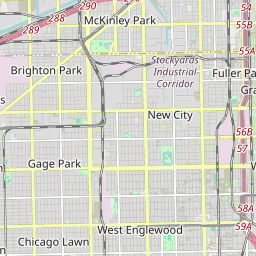 290
54
289
288
McKinley Park
55B
55A
Stockyards
Industrial
Corridor
Brighton Park
Fuller Pa
Gra
s
New City
56B
57
Gage Park
58A
West Englewood
59A
Chicago Lawn